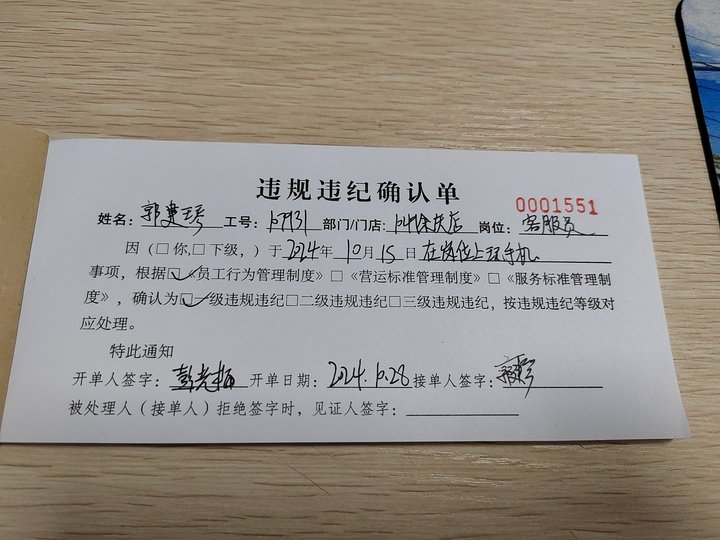 违规违纪确认单
0001551
姓名：郭 工号： 部门/门店：店 岗位：客服员
因（□你,□下级，）于2024年10月15日在岗位上玩手机
事项，根据☑《员工行为管理制度》□《营运标准管理制度》□《服务标准管理制
度》，确认为☑一级违规违纪□二级违规违纪□三级违规违纪，按违规违纪等级对
应处理。
特此通知
开单人签字：彭 开单日期：2024.10.28 接单人签字：郭
被处理人（接单人）拒绝签字时，见证人签字：